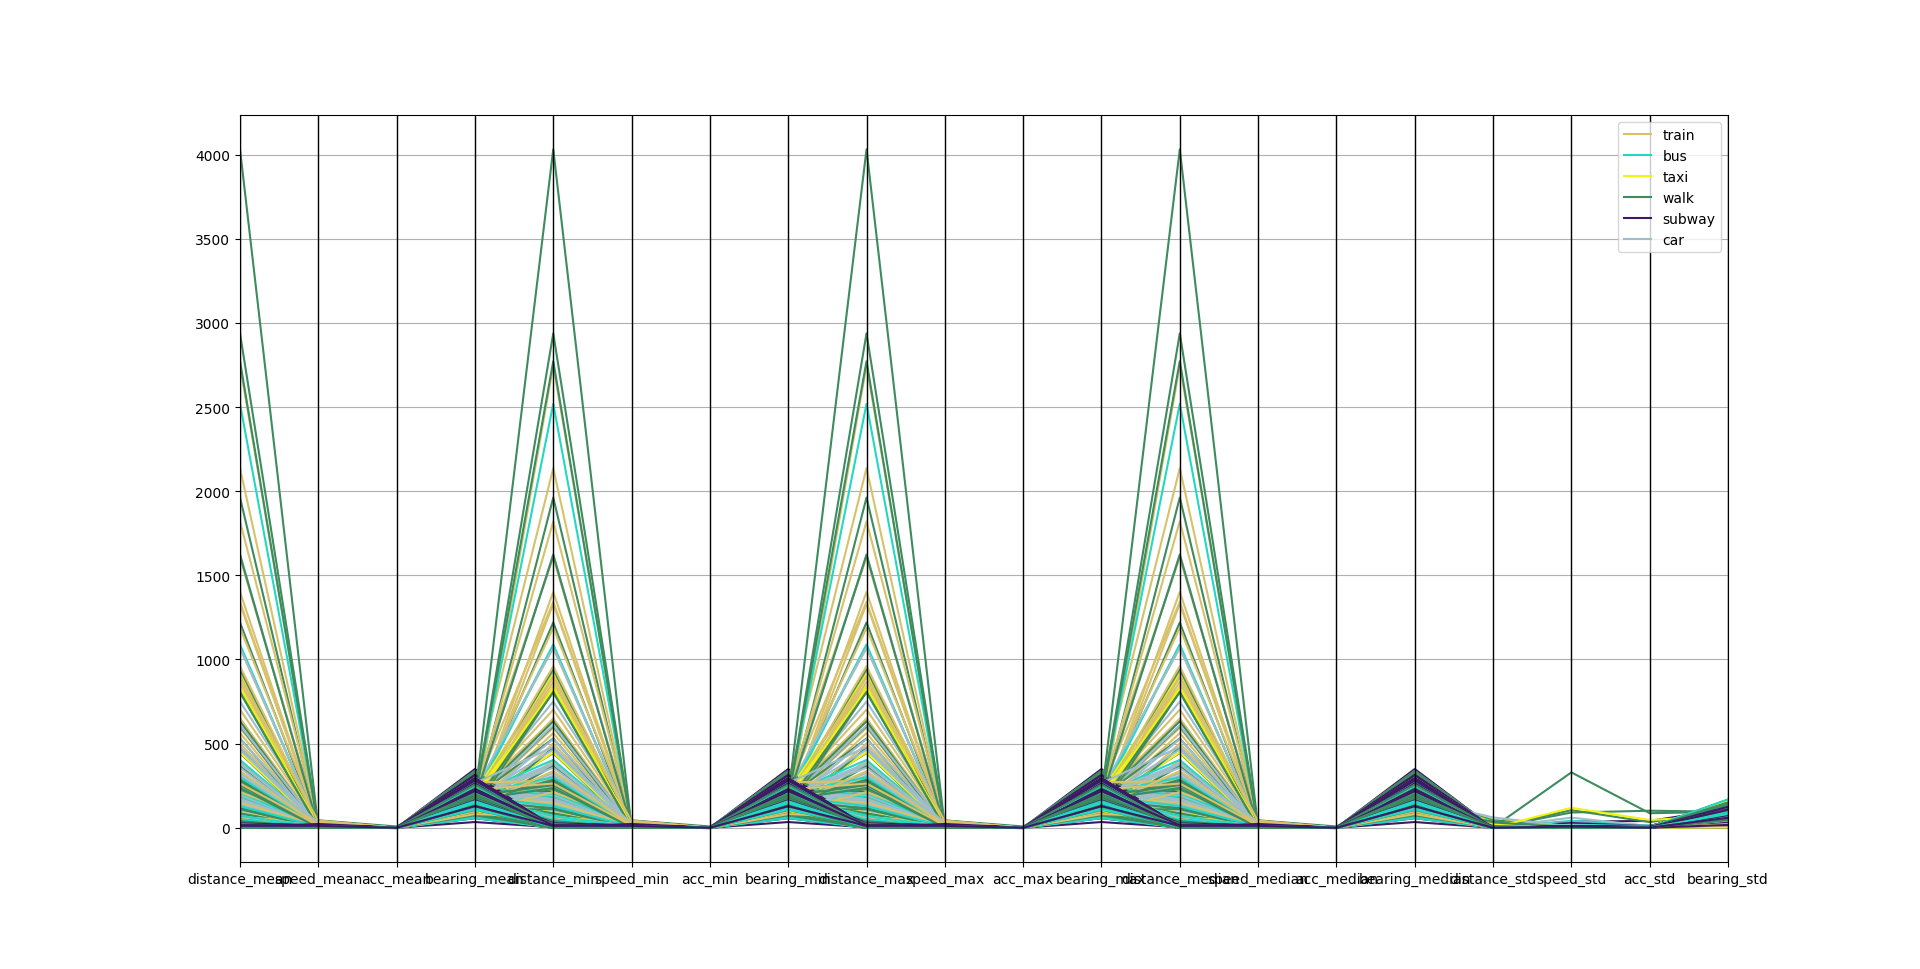 4000
3500
3000
2500
2000
1500
1000
500
0
train
bus
taxi
walk
subway
car
distance_mean speed_mean acc_mean bearing_mean distance_min speed_min acc_min bearing_min distance_max speed_max acc_max bearing_max distance_median speed_median acc_median bearing_median distance_std speed_std acc_std bearing_std